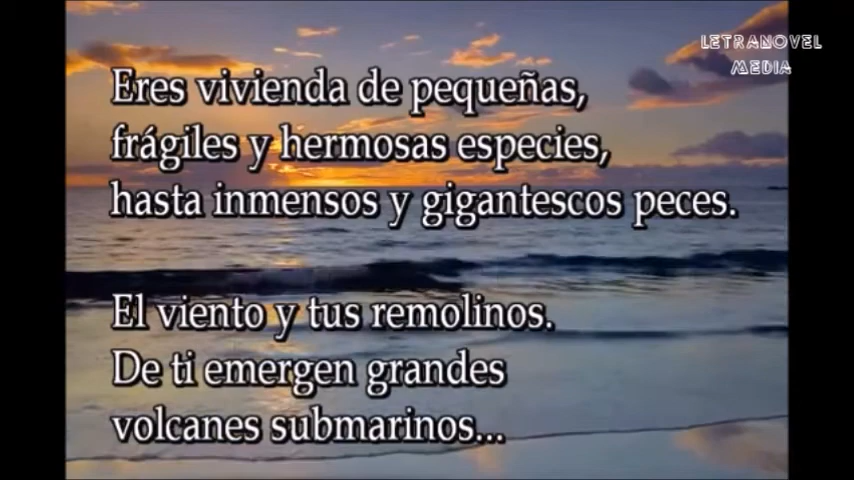 LETRANOVEL
MEDIA
Eres vivienda de pequeñas,
frágiles y hermosas especies,
hasta inmensos y gigantescos peces.
El viento y tus remolinos.
De ti emergen grandes
volcanes submarinos...